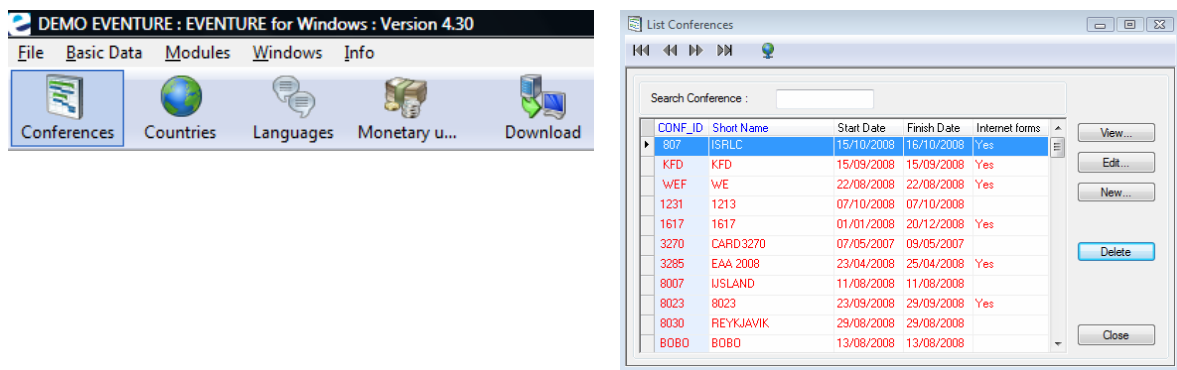 DEMO EVENTURE : EVENTURE for Windows : Version 4.30
File Basic Data Modules Windows Info
Conferences Countries Languages Monetary u... Download
List Conferences
Search Conference :
CONF_ID Short Name Start Date Finish Date Internet forms
807 ISRLC 15/10/2008 16/10/2008 Yes
KFD KFD 15/09/2008 15/09/2008 Yes
WEF WE 22/08/2008 22/08/2008 Yes
1231 1213 07/10/2008 07/10/2008
1617 1617 01/01/2008 20/12/2008 Yes
3270 CARD3270 07/05/2007 09/05/2007
3285 EAA 2008 23/04/2008 25/04/2008 Yes
8007 IJSLAND 11/08/2008 11/08/2008
8023 8023 23/09/2008 29/09/2008 Yes
8030 REYKJAVIK 29/08/2008 29/08/2008
BOBO BOBO 13/08/2008 13/08/2008
View...
Edit...
New...
Delete
Close